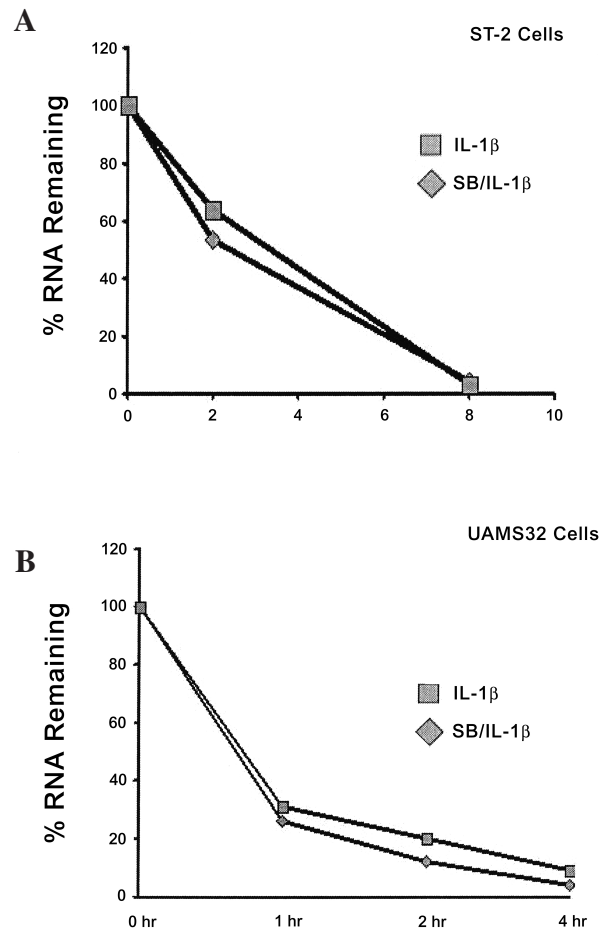 A
ST-2 Cells
% RNA Remaining
120
100
80
60
40
20
0
0 2 4 6 8 10
IL-1β
SB/IL-1β
B
UAMS32 Cells
% RNA Remaining
120
100
80
60
40
20
0
0 hr 1 hr 2 hr 4 hr
IL-1β
SB/IL-1β